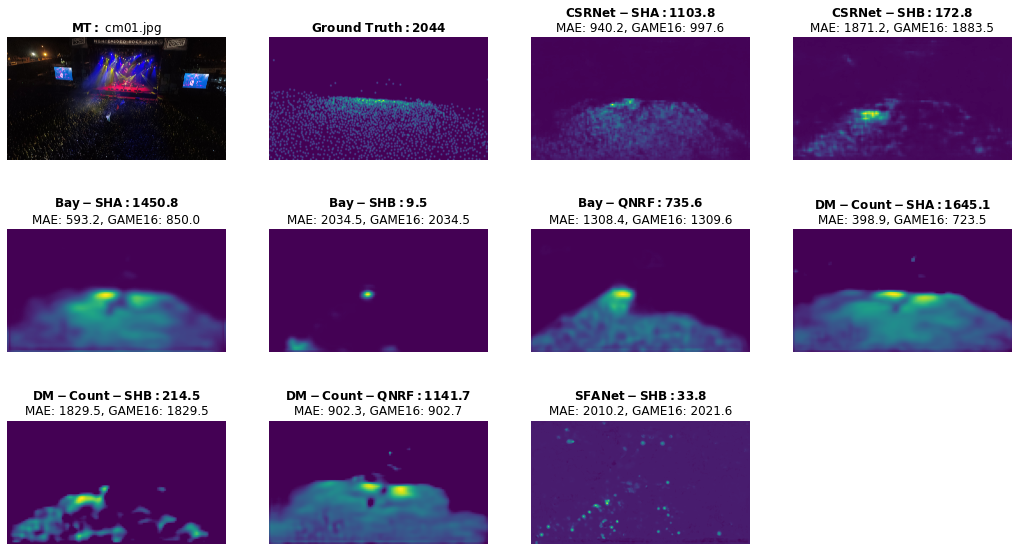 MT: cm01.jpg
Ground Truth:2044
CSRNet−SHA:1103.8
MAE: 940.2, GAME16: 997.6
CSRNet−SHB:172.8
MAE: 1871.2, GAME16: 1883.5
Bay−SHA:1450.8
MAE: 593.2, GAME16: 850.0
Bay−SHB:9.5
MAE: 2034.5, GAME16: 2034.5
Bay−QNRF:735.6
MAE: 1308.4, GAME16: 1309.6
DM−Count−SHA:1645.1
MAE: 398.9, GAME16: 723.5
DM−Count−SHB:214.5
MAE: 1829.5, GAME16: 1829.5
DM−Count−QNRF:1141.7
MAE: 902.3, GAME16: 902.7
SFANet−SHB:33.8
MAE: 2010.2, GAME16: 2021.6